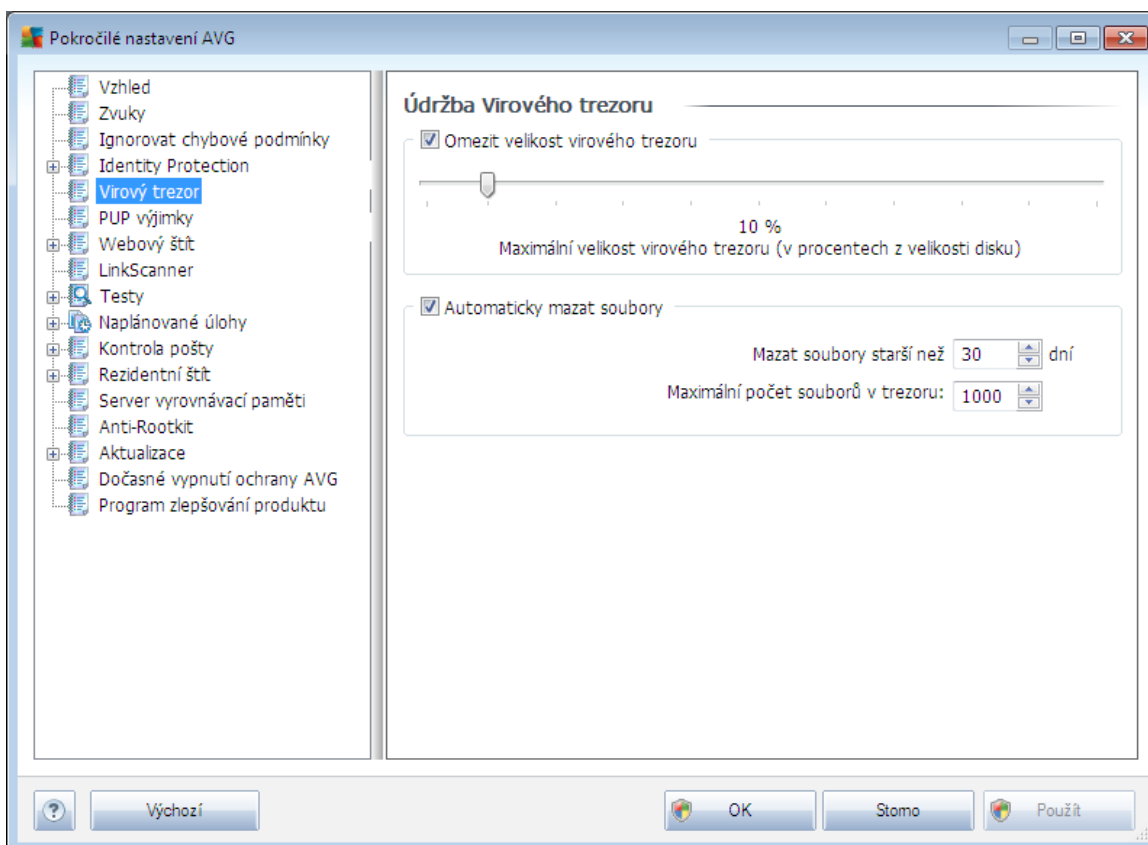 Pokročilé nastavení AVG
Vzhled
Zvuky
Ignorovat chybové podmínky
Identity Protection
Virový trezor
PUP výjimky
Webový štít
LinkScanner
Testy
Naplánované úlohy
Kontrola pošty
Rezidentní štít
Server vyrovnávací paměti
Anti-Rootkit
Aktualizace
Dočasné vypnutí ochrany AVG
Program zlepšování produktu
Údržba Virového trezoru
Omezit velikost virového trezoru
10 %
Maximální velikost virového trezoru (v procentech z velikosti disku)
Automaticky mazat soubory
Mazat soubory starší než 30 dní
Maximální počet souborů v trezoru: 1000
? Výchozí OK Stomo Použít